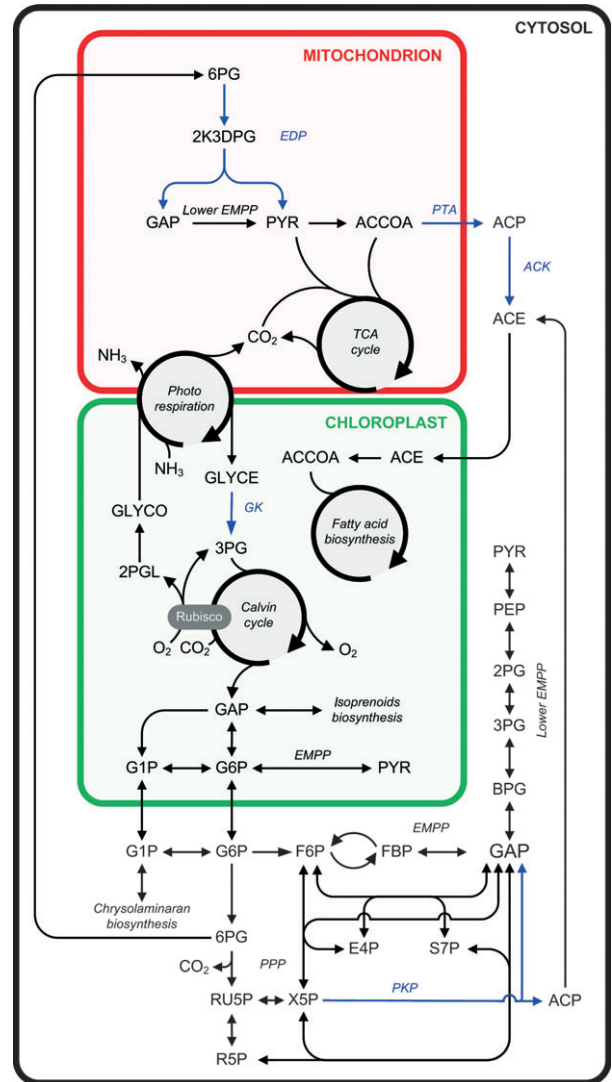 CYTOSOL
MITOCHONDRION
6PG
2K3DPG
EDP
GAP
Lower EMPP
PYR
ACCOA
PTA
ACP
ACK
ACE
CO2
TCA
cycle
NH3
Photo
respiration
NH3
CHLOROPLAST
GLYCE
ACCOA
ACE
GK
GLYCO
Fatty acid
biosynthesis
3PG
2PGL
Rubisco
Calvin
cycle
O2
CO2
O2
GAP
Isoprenoids
biosynthesis
EMPP
G1P
G6P
PYR
PYR
PEP
2PG
3PG
Lower EMPP
BPG
G1P
G6P
F6P
FBP
EMPP
GAP
Chrysolaminaran
biosynthesis
6PG
E4P
S7P
CO2
PPP
RU5P
X5P
PKP
ACP
R5P